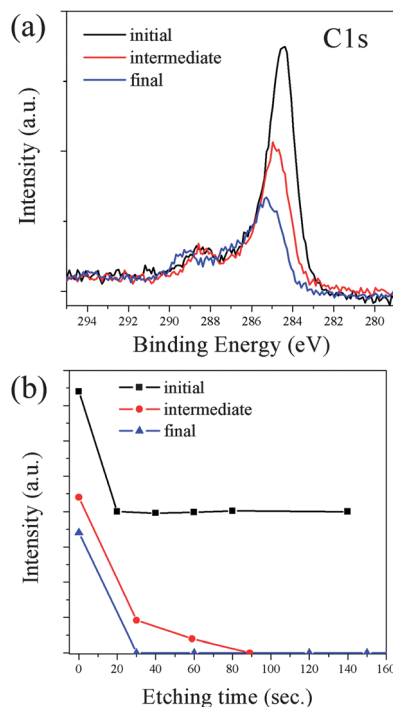 (a)
initial
intermediate
final
C1s
Intensity (a.u.)
294 292 290 288 286 284 282 280
Binding Energy (eV)
(b)
initial
intermediate
final
Intensity (a.u.)
0 20 40 60 80 100 120 140 160
Etching time (sec.)